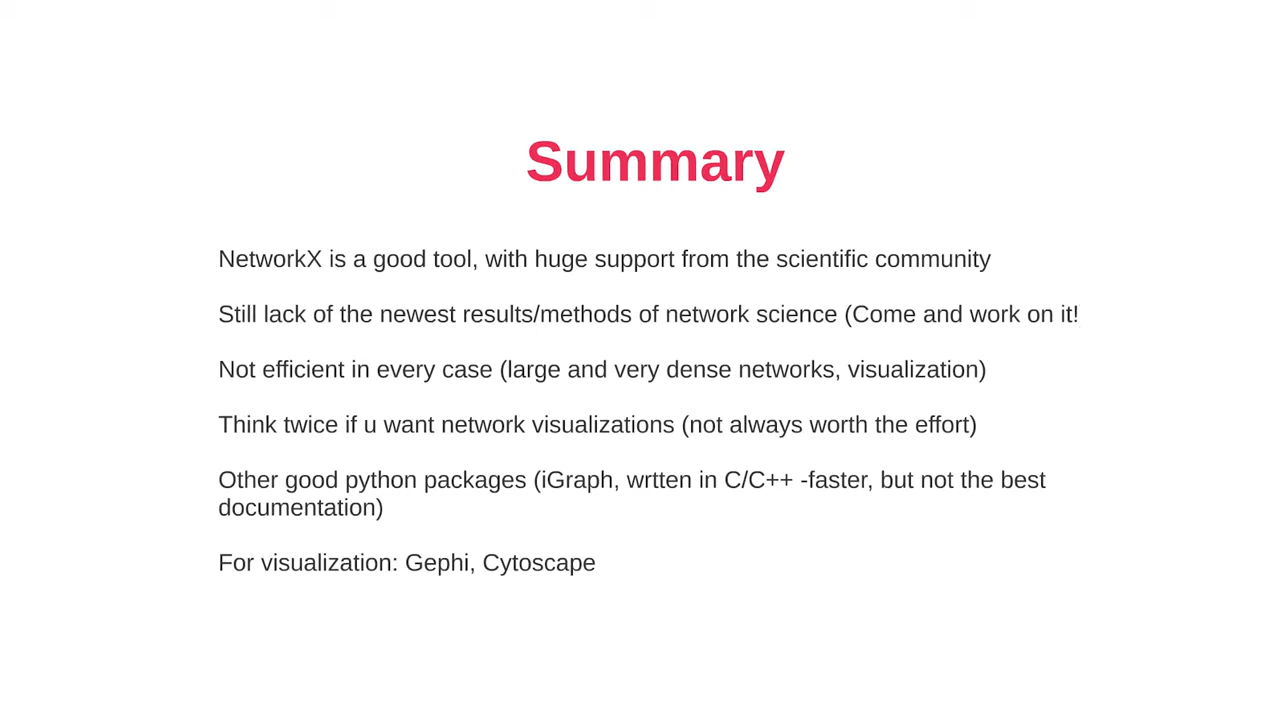 Summary
NetworkX is a good tool, with huge support from the scientific community
Still lack of the newest results/methods of network science (Come and work on it!
Not efficient in every case (large and very dense networks, visualization)
Think twice if u want network visualizations (not always worth the effort)
Other good python packages (iGraph, wrtten in C/C++ -faster, but not the best
documentation)
For visualization: Gephi, Cytoscape